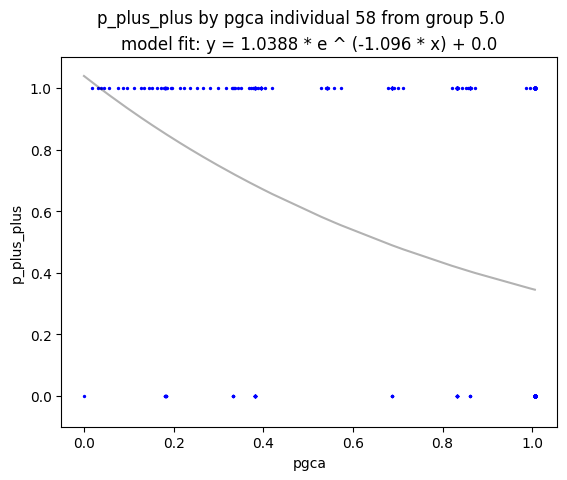 p_plus_plus by pgca individual 58 from group 5.0
model fit: y = 1.0388 * e ^ (-1.096 * x) + 0.0
1.0
0.8
0.6
0.4
0.2
0.0
p_plus_plus
0.0 0.2 0.4 0.6 0.8 1.0
pgca